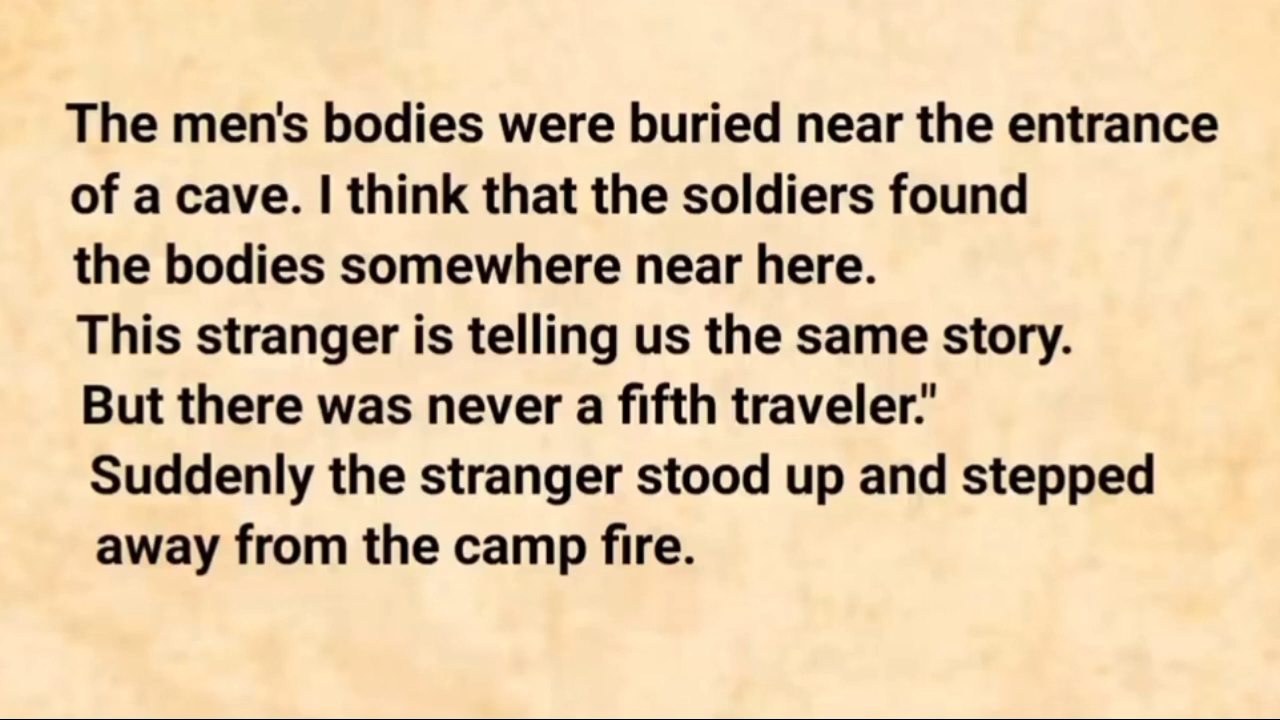 The men's bodies were buried near the entrance
of a cave. I think that the soldiers found
the bodies somewhere near here.
This stranger is telling us the same story.
But there was never a fifth traveler."
Suddenly the stranger stood up and stepped
away from the camp fire.